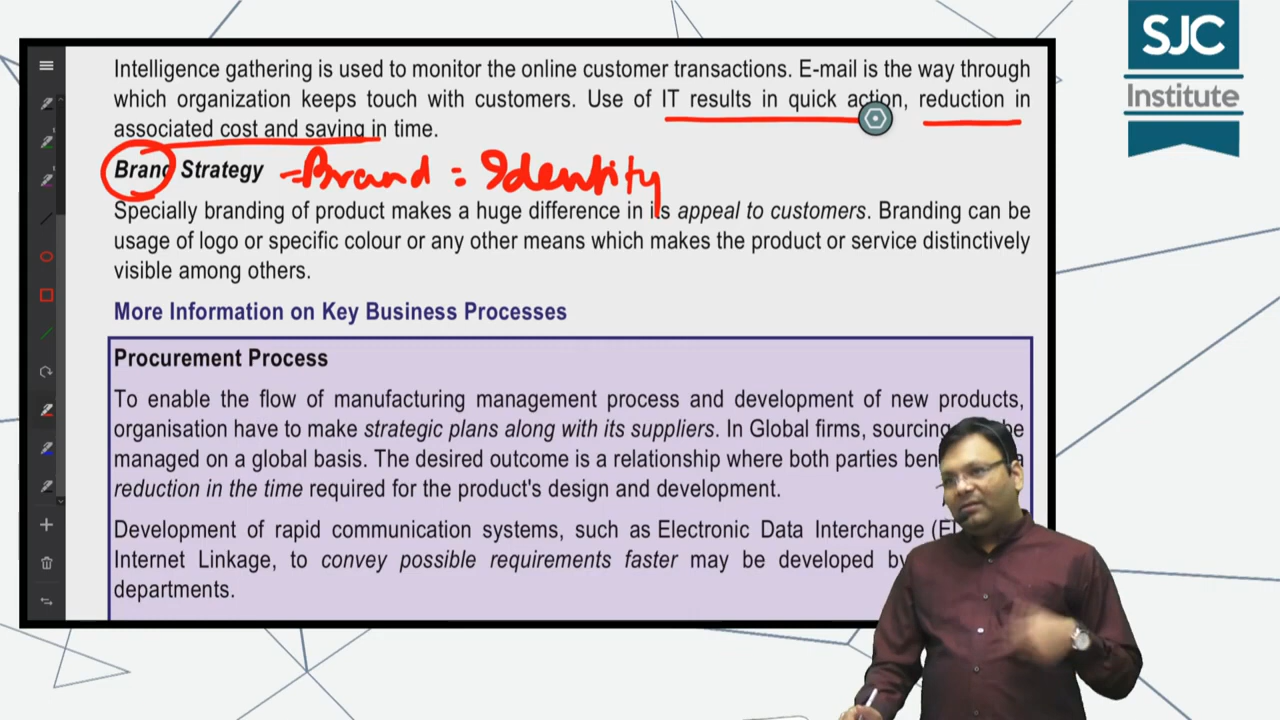 SJC
Institute
Intelligence gathering is used to monitor the online customer transactions. E-mail is the way through
which organization keeps touch with customers. Use of IT results in quick action, reduction in
associated cost and saving in time.
Brand Strategy =Brand = Identity
Specially branding of product makes a huge difference in its appeal to customers. Branding can be
usage of logo or specific colour or any other means which makes the product or service distinctively
visible among others.
More Information on Key Business Processes
Procurement Process
To enable the flow of manufacturing management process and development of new products,
organisation have to make strategic plans along with its suppliers. In Global firms, sourcing be
managed on a global basis. The desired outcome is a relationship where both parties
reduction in the time required for the product's design and development.
Development of rapid communication systems, such as Electronic Data Interchange
Internet Linkage, to convey possible requirements faster may be developed
departments.